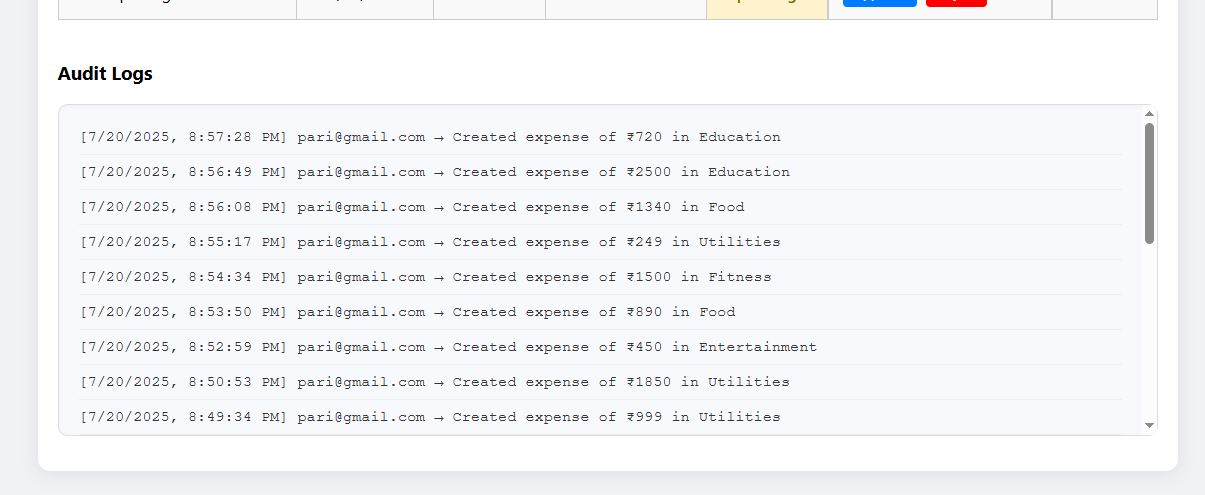 Audit Logs
[7/20/2025, 8:57:28 PM] pari@gmail.com → Created expense of ₹720 in Education
[7/20/2025, 8:56:49 PM] pari@gmail.com → Created expense of ₹2500 in Education
[7/20/2025, 8:56:08 PM] pari@gmail.com → Created expense of ₹1340 in Food
[7/20/2025, 8:55:17 PM] pari@gmail.com → Created expense of ₹249 in Utilities
[7/20/2025, 8:54:34 PM] pari@gmail.com → Created expense of ₹1500 in Fitness
[7/20/2025, 8:53:50 PM] pari@gmail.com → Created expense of ₹890 in Food
[7/20/2025, 8:52:59 PM] pari@gmail.com → Created expense of ₹450 in Entertainment
[7/20/2025, 8:50:53 PM] pari@gmail.com → Created expense of ₹1850 in Utilities
[7/20/2025, 8:49:34 PM] pari@gmail.com → Created expense of ₹999 in Utilities